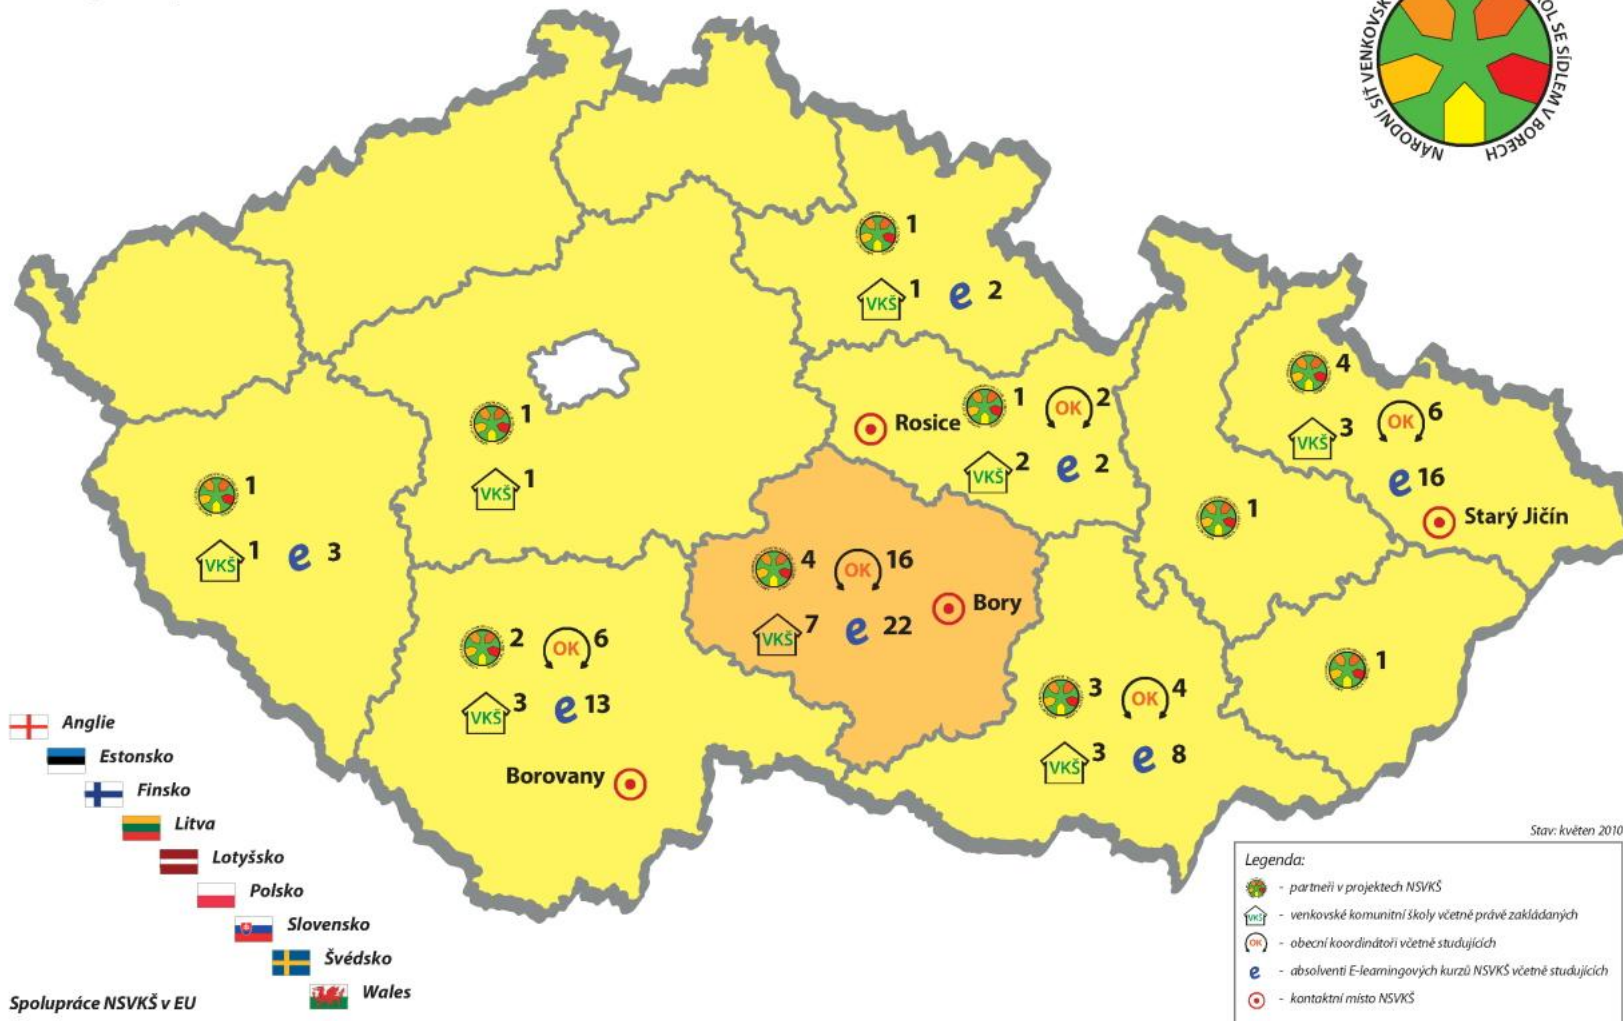 NÁRODNÍ SÍŤ VENKOVSK
OL SE SÍDLEM V BORECH
1
VKŠ 1 e 2
4
VKŠ 3 OK 6
e 16
Starý Jičín
Rosice
1 OK 2
VKŠ 2 e 2
1
VKŠ 1
1
VKŠ 1 e 3
1
4 OK 16
VKŠ 7 e 22
Bory
2 OK 6
VKŠ 3 e 13
Borovany
3 OK 4
VKŠ 3 e 8
1
Anglie
Estonsko
Finsko
Litva
Lotyšsko
Polsko
Slovensko
Švédsko
Wales
Spolupráce NSVKŠ v EU
Stav: květen 2010
Legenda:
- partneři v projektech NSVKŠ
VKŠ - venkovské komunitní školy včetně právě zakládaných
OK - obecní koordinátoři včetně studujících
e - absolventi E-learningových kurzů NSVKŠ včetně studujících
- kontaktní místo NSVKŠ